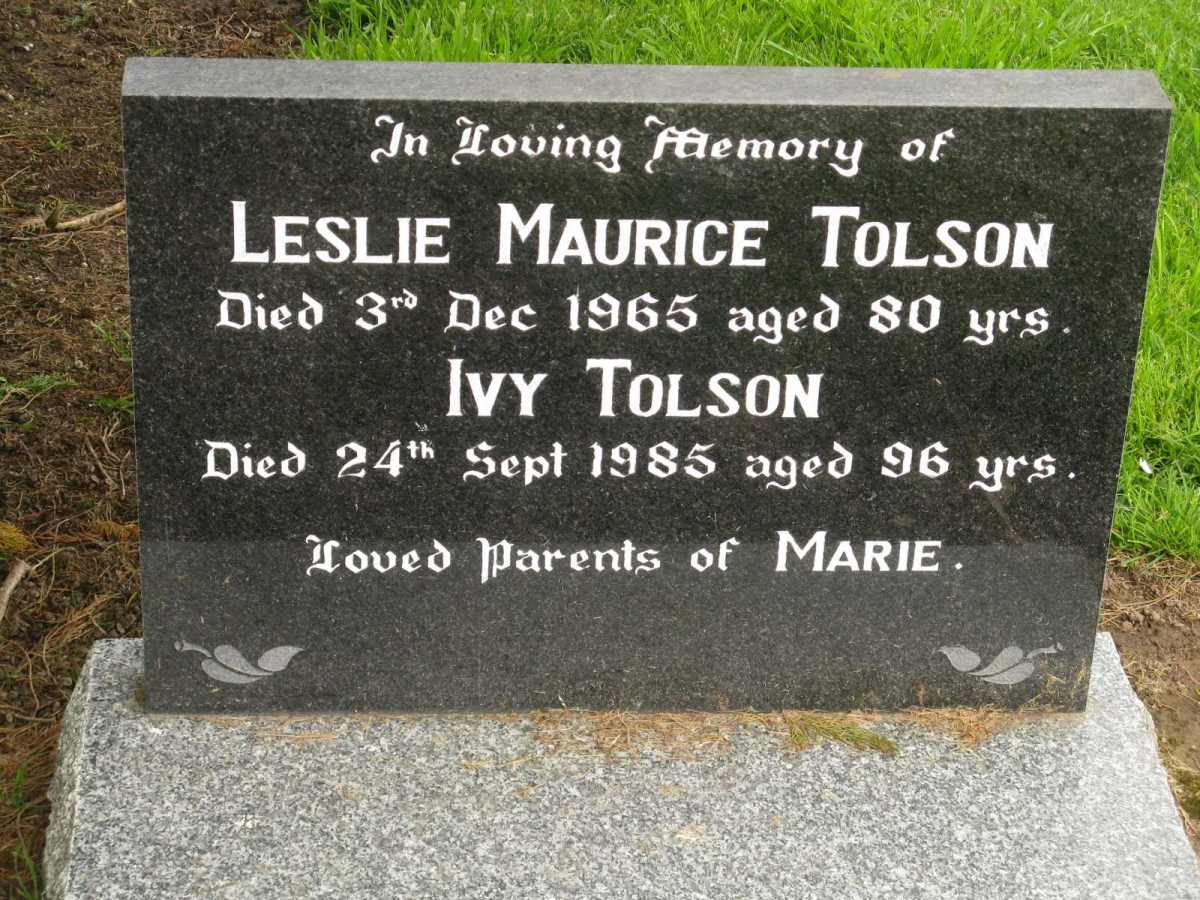 In Loving Memory of
LESLIE MAURICE TOLSON
Died 3rd Dec 1965 aged 80 yrs.
IVY TOLSON
Died 24th Sept 1985 aged 96 yrs.
Loved Parents of MARIE.